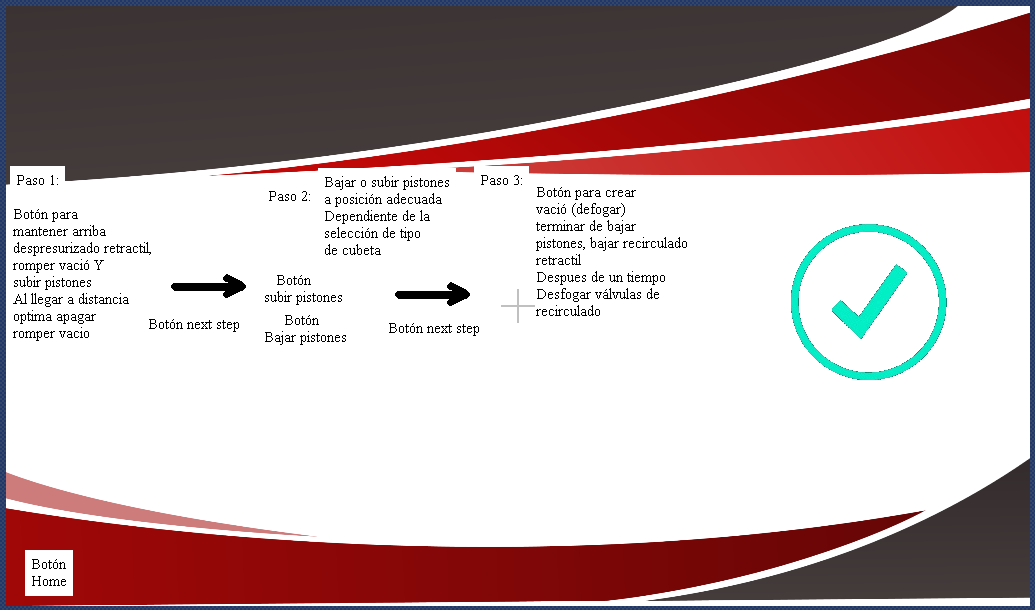 Paso 1:
Botón para
mantener arriba
despresurizado retractil,
romper vació Y
subir pistones
Al llegar a distancia
optima apagar
romper vacio
Botón next step
Paso 2:
Bajar o subir pistones
a posición adecuada
Dependiente de la
selección de tipo
de cubeta
Botón
subir pistones
Botón
Bajar pistones
Botón next step
Paso 3:
Botón para crear
vació (defogar)
terminar de bajar
pistones, bajar recirculado
retractil
Despues de un tiempo
Desfogar válvulas de
recirculado
Botón
Home